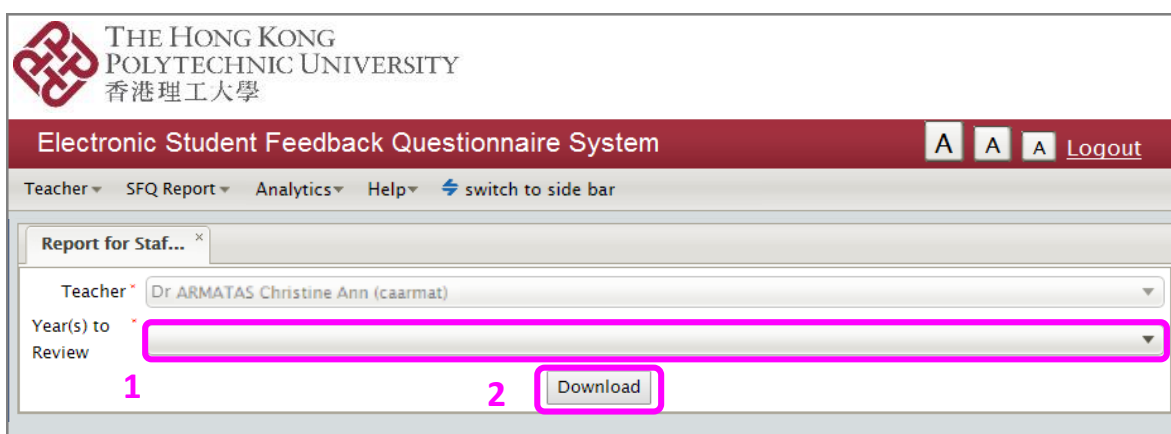 THE HONG KONG
POLYTECHNIC UNIVERSITY
香港理工大學
Electronic Student Feedback Questionnaire System A A A Logout
Teacher SFQ Report Analytics Help switch to side bar
Report for Staf... ×
Teacher * Dr ARMATAS Christine Ann (caarmat)
Year(s) to Review *
1
2 Download